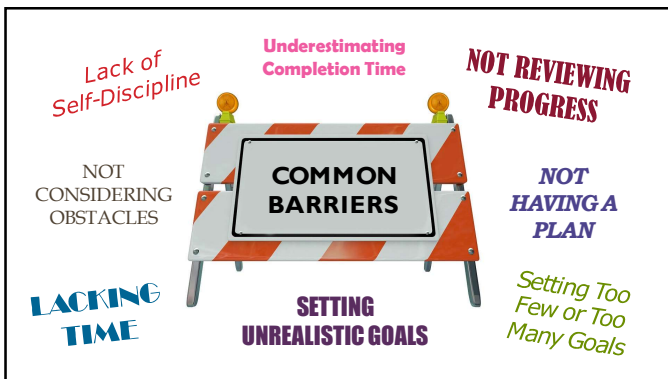 Lack of
Self-Discipline
Underestimating
Completion Time
NOT REVIEWING
PROGRESS
NOT
CONSIDERING
OBSTACLES
COMMON
BARRIERS
NOT
HAVING A
PLAN
LACKING
TIME
SETTING
UNREALISTIC GOALS
Setting Too
Few or Too
Many Goals